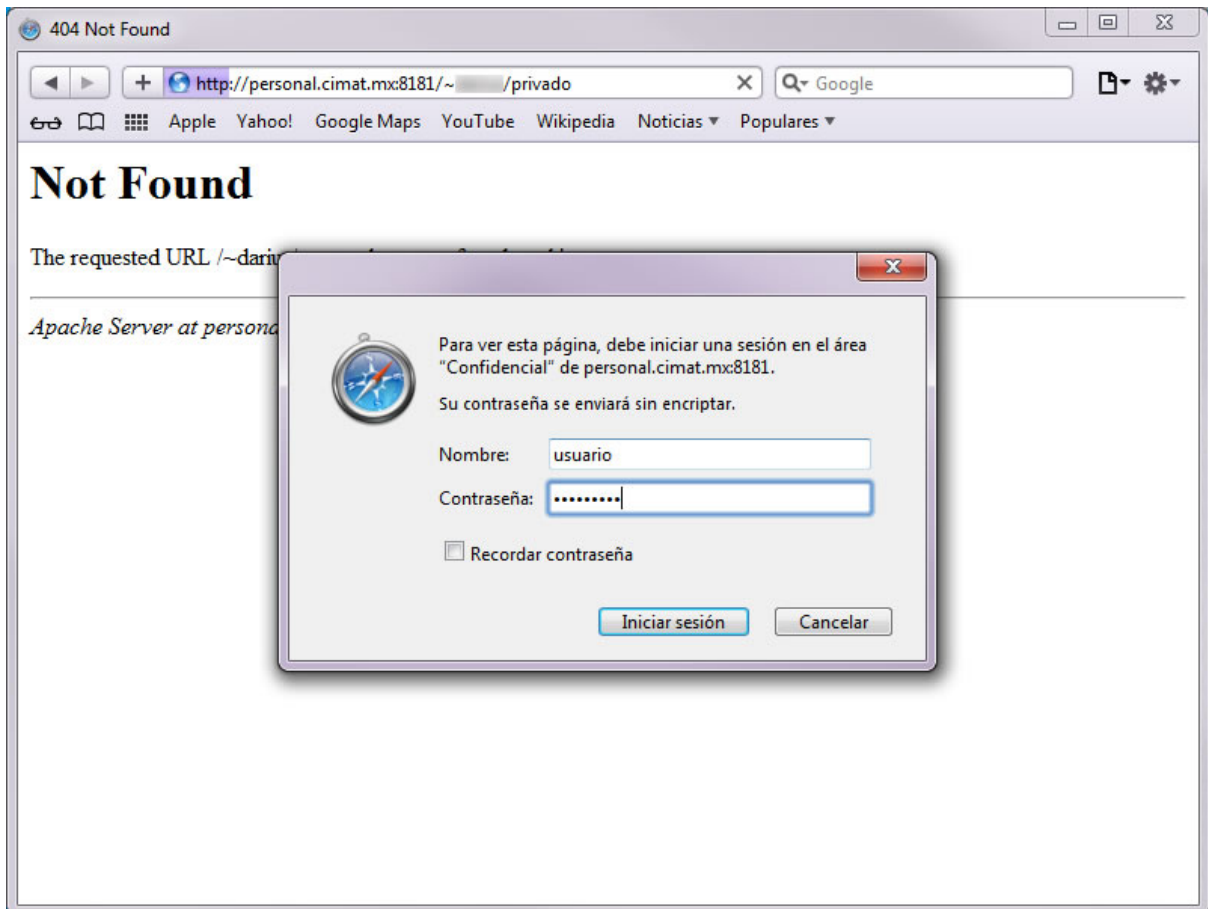 404 Not Found
http://personal.cimat.mx:8181/~ /privado
Google
Apple Yahoo! Google Maps YouTube Wikipedia Noticias Populares
Not Found
The requested URL /~dariu
Apache Server at persona
Para ver esta página, debe iniciar una sesión en el área
"Confidencial" de personal.cimat.mx:8181.
Su contraseña se enviará sin encriptar.
Nombre: usuario
Contraseña: •••••••••
Recordar contraseña
Iniciar sesión Cancelar